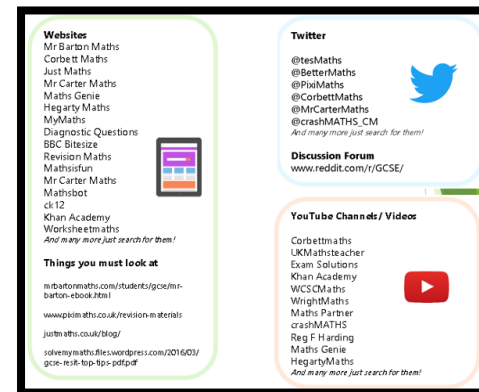 Websites
Mr Barton Maths
Corbett Maths
Just Maths
Mr Carter Maths
Maths Genie
Hegarty Maths
MyMaths
Diagnostic Questions
BBC Bitesize
Revision Maths
Mathsisfun
Mr Carter Maths
Mathsbot
ck12
Khan Academy
Worksheetmaths
And many more just search for them!
Things you must look at
mrbartonmaths.com/students/gcse/mr-
barton-ebook.html
www.piximaths.co.uk/revision-materials
justmaths.co.uk/blog/
solvemymaths.files.wordpress.com/2016/03/
gcse-resit-top-tips-pdf.pdf
Twitter
@tesMaths
@BetterMaths
@PixiMaths
@CorbettMaths
@MrCarterMaths
@crashMATHS_CM
And many more just search for them!
Discussion Forum
www.reddit.com/r/GCSE/
YouTube Channels/ Videos
Corbettmaths
UKMathsteacher
Exam Solutions
Khan Academy
WCSCMaths
WrightMaths
Maths Partner
crashMATHS
Reg F Harding
Maths Genie
HegartyMaths
And many more just search for them!